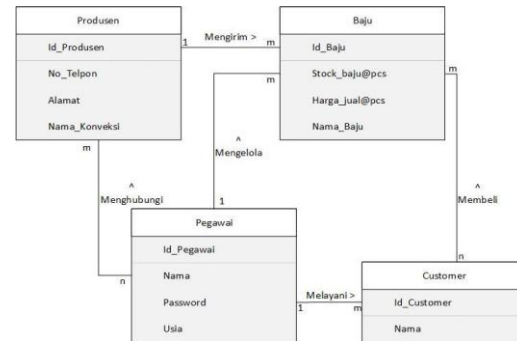 Produsen
Id_Produsen
No_Telpon
Alamat
Nama_Konveksi
1
Mengirim >
m
Baju
Id_Baju
Stock_baju@pcs
Harga_jual@pcs
Nama_Baju
m
m
m
^
Menghubungi
n
^
Mengelola
1
^
Membeli
n
Pegawai
Id_Pegawai
Nama
Password
Usia
1
Melayani >
m
Customer
Id_Customer
Nama